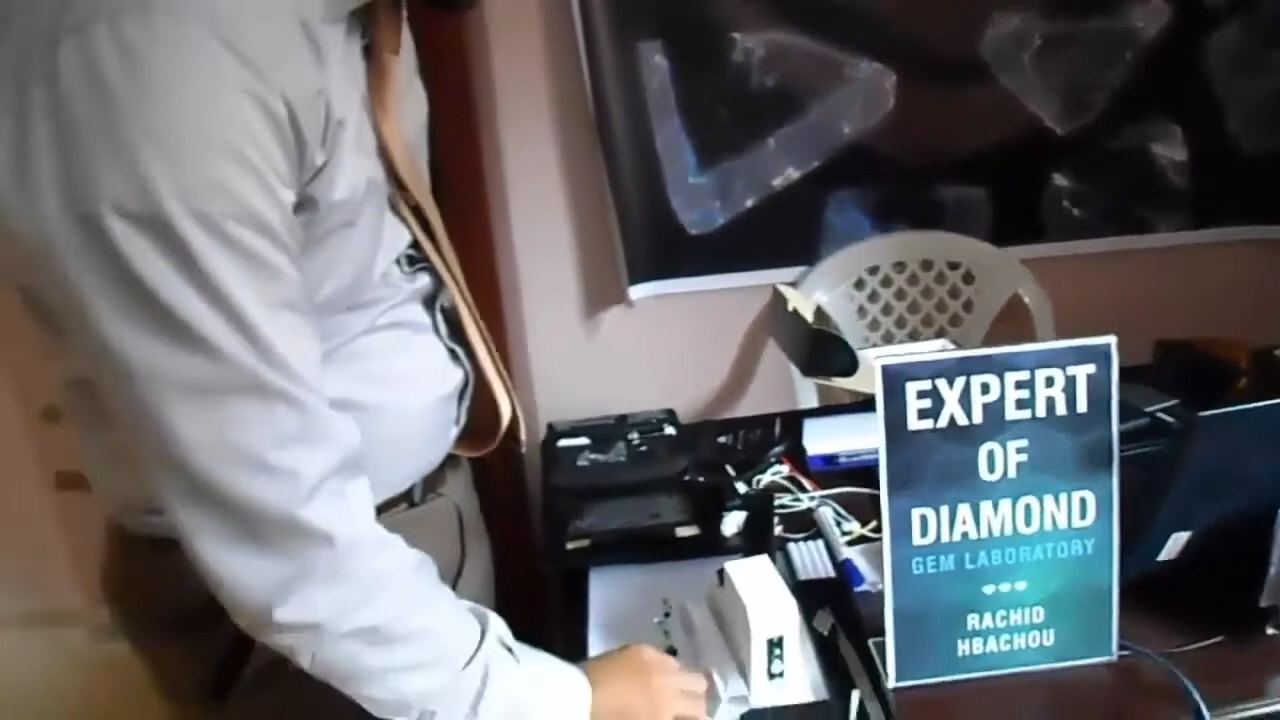 EXPERT
OF
DIAMOND
GEM LABORATORY
RACHID
HBACHOU